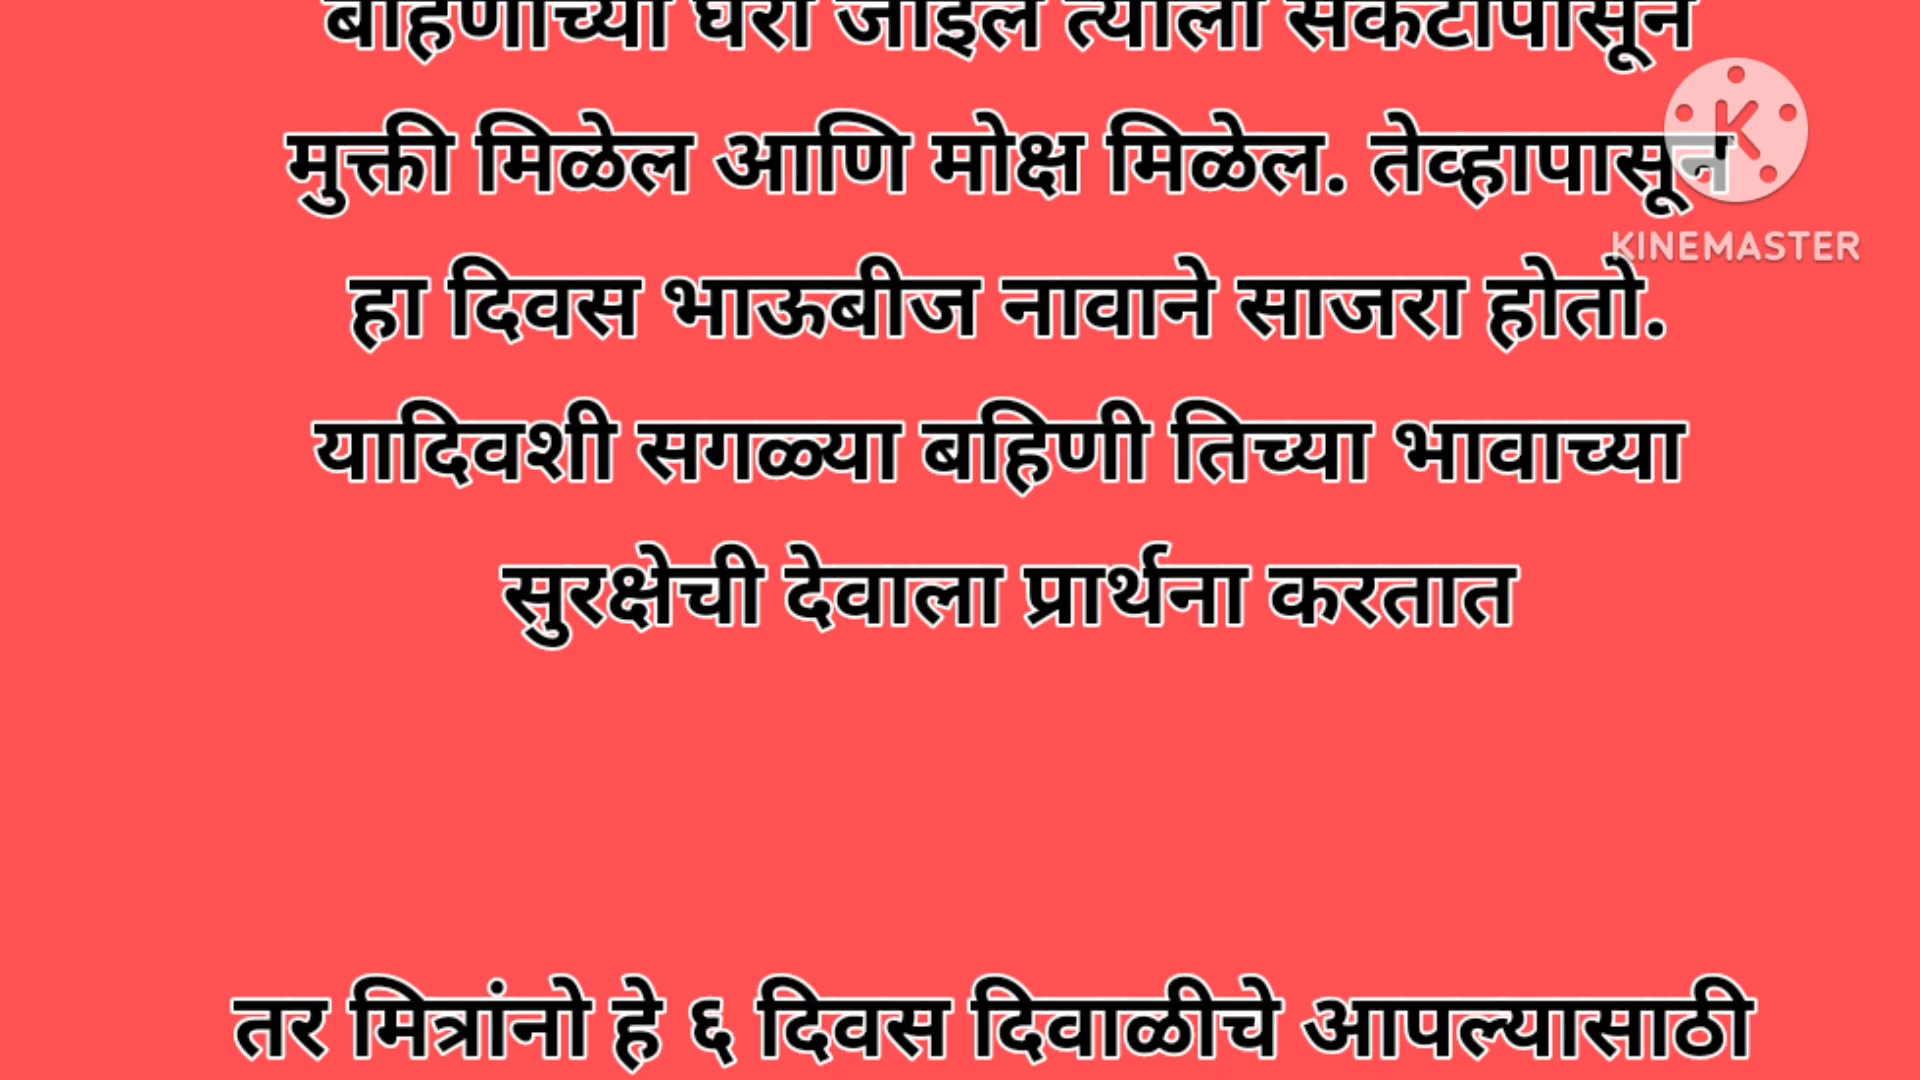 बहिणीच्या घरी जाईल त्याला संकटापासून
मुक्ती मिळेल आणि मोक्ष मिळेल. तेव्हापासून
KINEMASTER
हा दिवस भाऊबीज नावाने साजरा होतो.
यादिवशी सगळ्या बहिणी तिच्या भावाच्या
सुरक्षेची देवाला प्रार्थना करतात
तर मित्रांनो हे ६ दिवस दिवाळीचे आपल्यासाठी